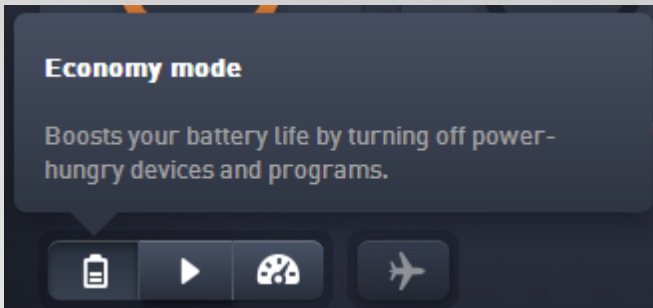 Economy mode
Boosts your battery life by turning off power-
hungry devices and programs.